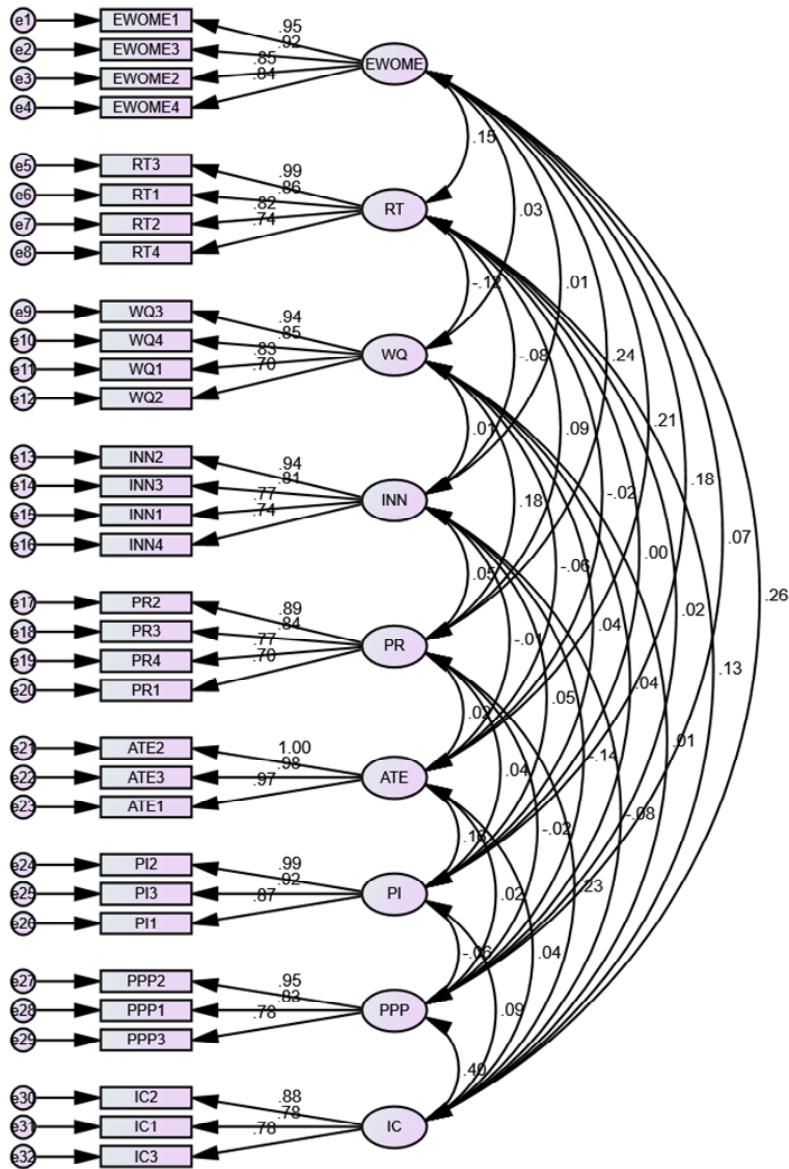 e1 EWOME1 .95
e2 EWOME3 .92
e3 EWOME2 .85
e4 EWOME4 .84
EWOME
.15
e5 RT3 .99
e6 RT1 .86
e7 RT2 .82
e8 RT4 .74
RT
.03
-.12
.01
e9 WQ3 .94
e10 WQ4 .85
e11 WQ1 .83
e12 WQ2 .70
WQ
-.08
.24
.01
.09
.21
e13 INN2 .94
e14 INN3 .81
e15 INN1 .77
e16 INN4 .74
INN
.18
-.02
.18
.05
-.06
.00
.07
.26
e17 PR2 .89
e18 PR3 .84
e19 PR4 .77
e20 PR1 .70
PR
-.01
.04
.02
.13
.02
.05
.04
e21 ATE2 1.00
e22 ATE3 .98
e23 ATE1 .97
ATE
.04
-.14
.01
.16
-.02
-.08
e24 PI2 .99
e25 PI3 .92
e26 PI1 .87
PI
.02
.23
-.06
.04
e27 PPP2 .95
e28 PPP1 .83
e29 PPP3 .78
PPP
.09
.40
e30 IC2 .88
e31 IC1 .78
e32 IC3 .78
IC